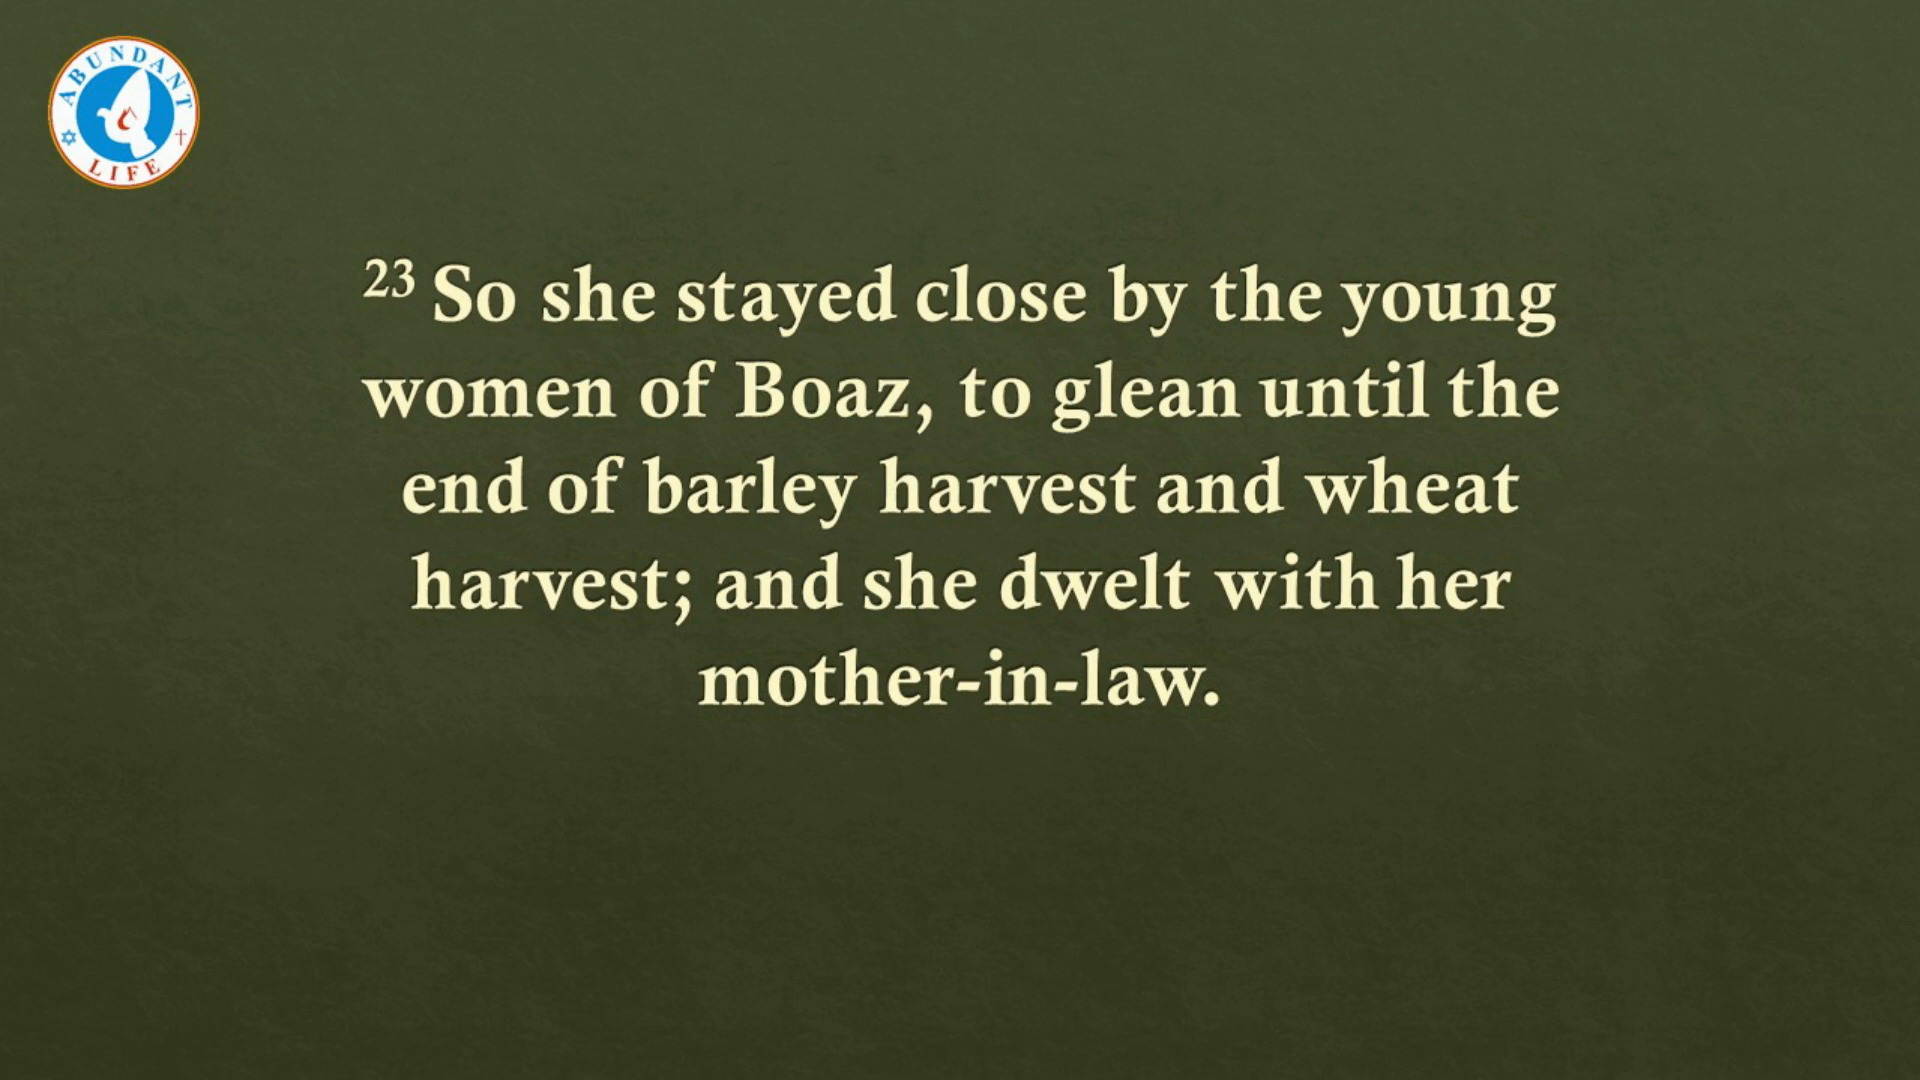 ABUNDANT
LIFE
23 So she stayed close by the young
women of Boaz, to glean until the
end of barley harvest and wheat
harvest; and she dwelt with her
mother-in-law.